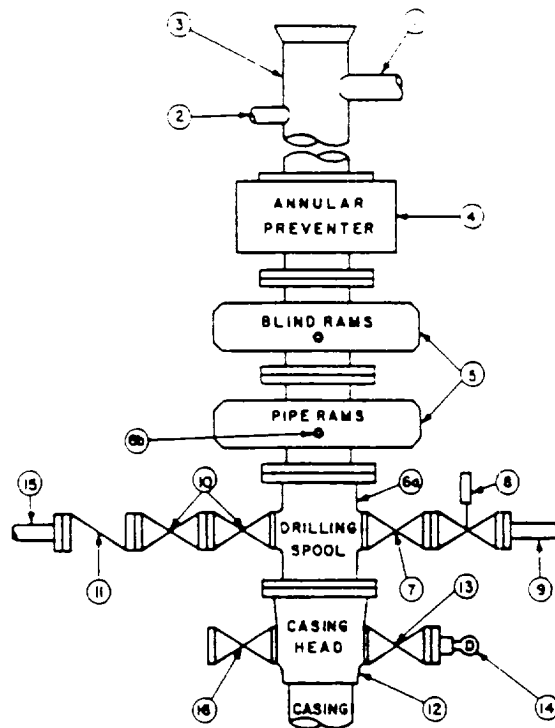 3
2
ANNULAR
PREVENTER
4
BLIND RAMS
5
PIPE RAMS
6b
15
10
6a
8
DRILLING
SPOOL
11
7
13
9
CASING
HEAD
16
12
14
CASING